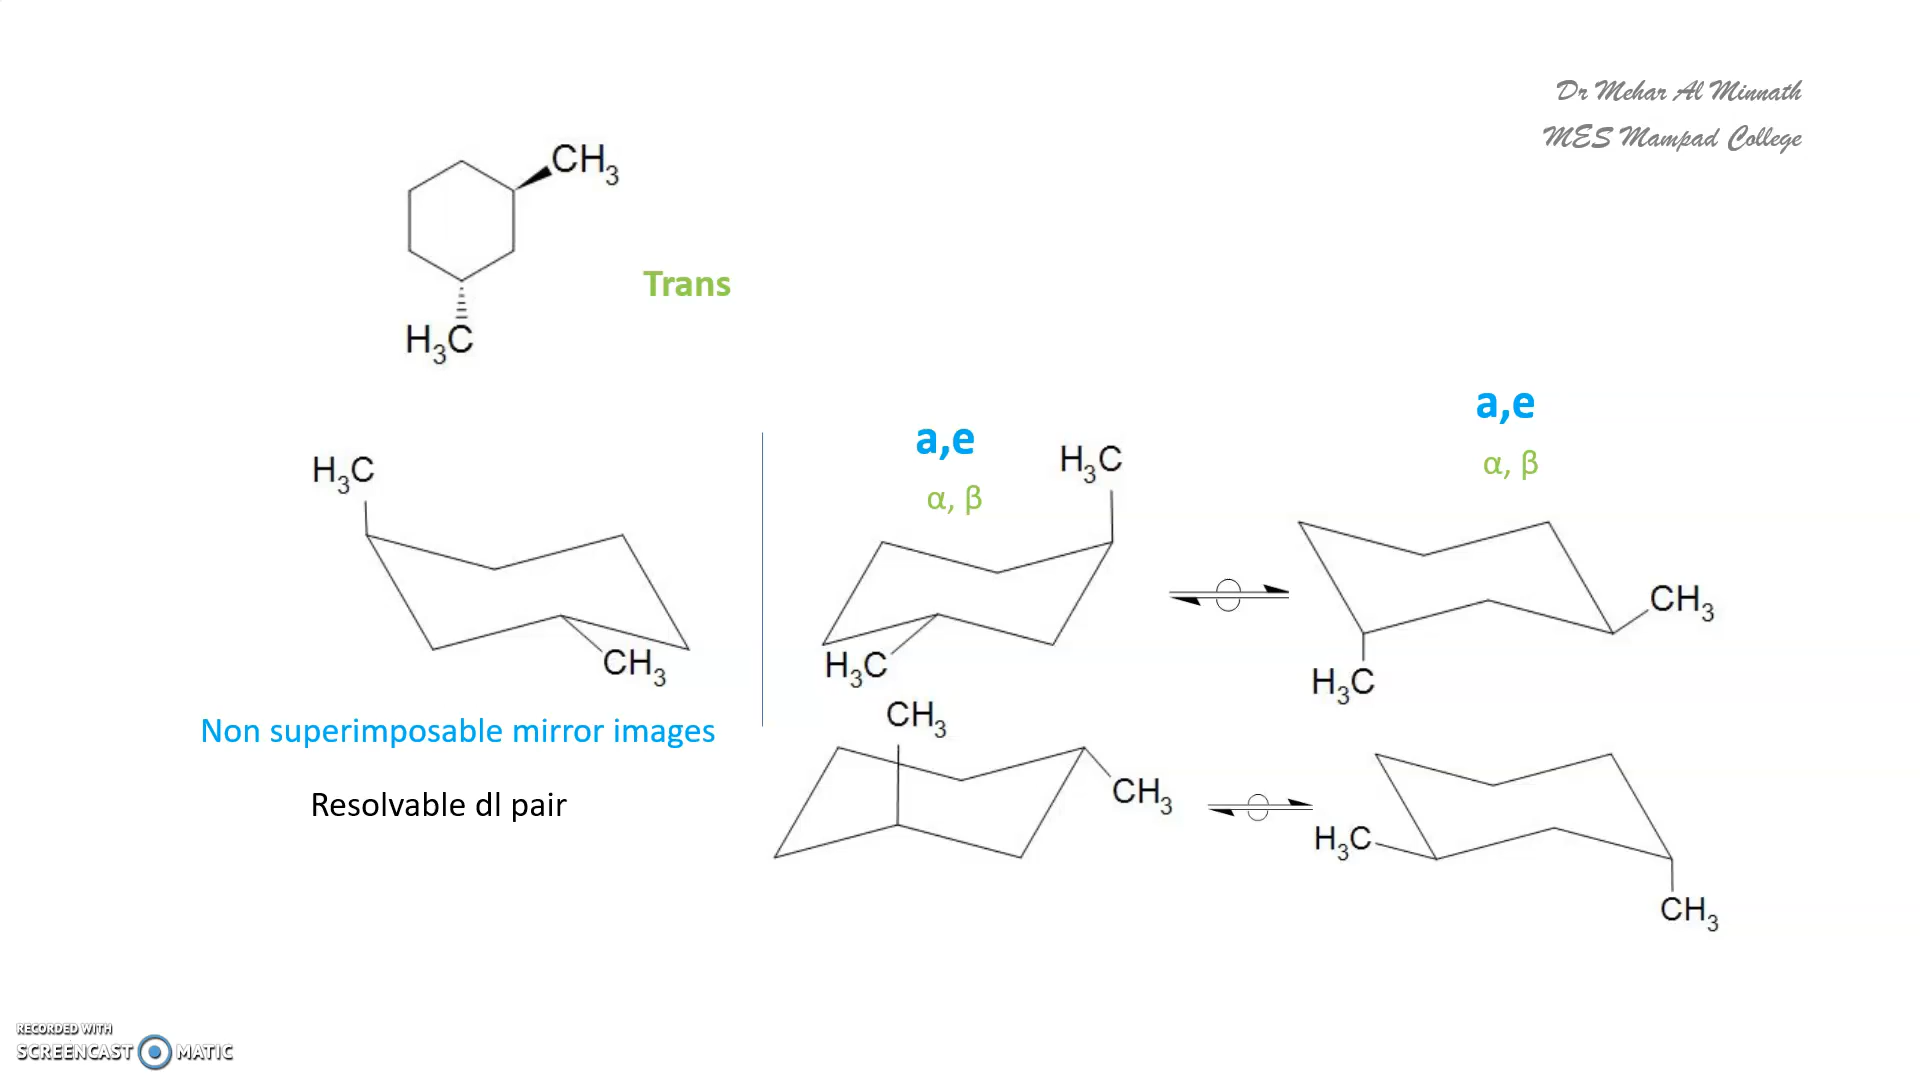 Dr Mehar Al Minnath
MES Mampad College
CH3
Trans
H3C
a,e
α, β
a,e
α, β
H3C
CH3
H3C
H3C
CH3
H3C
Non superimposable mirror images
Resolvable dl pair
CH3
CH3
H3C
CH3
RECORDED WITH
SCREENCAST MATIC